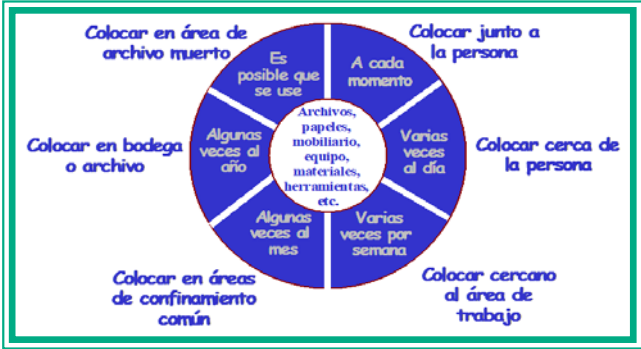 Colocar en área de
archivo muerto
Colocar junto a
la persona
Es
posible que
se use
A cada
momento
Archivos,
papeles,
mobiliario,
equipo,
materiales,
herramientas,
etc.
Colocar en bodega
o archivo
Algunas
veces al
año
Varias
veces
al día
Colocar cerca de
la persona
Algunas
veces al
mes
Varias
veces por
semana
Colocar en áreas
de confinamiento
común
Colocar cercano
al área de
trabajo